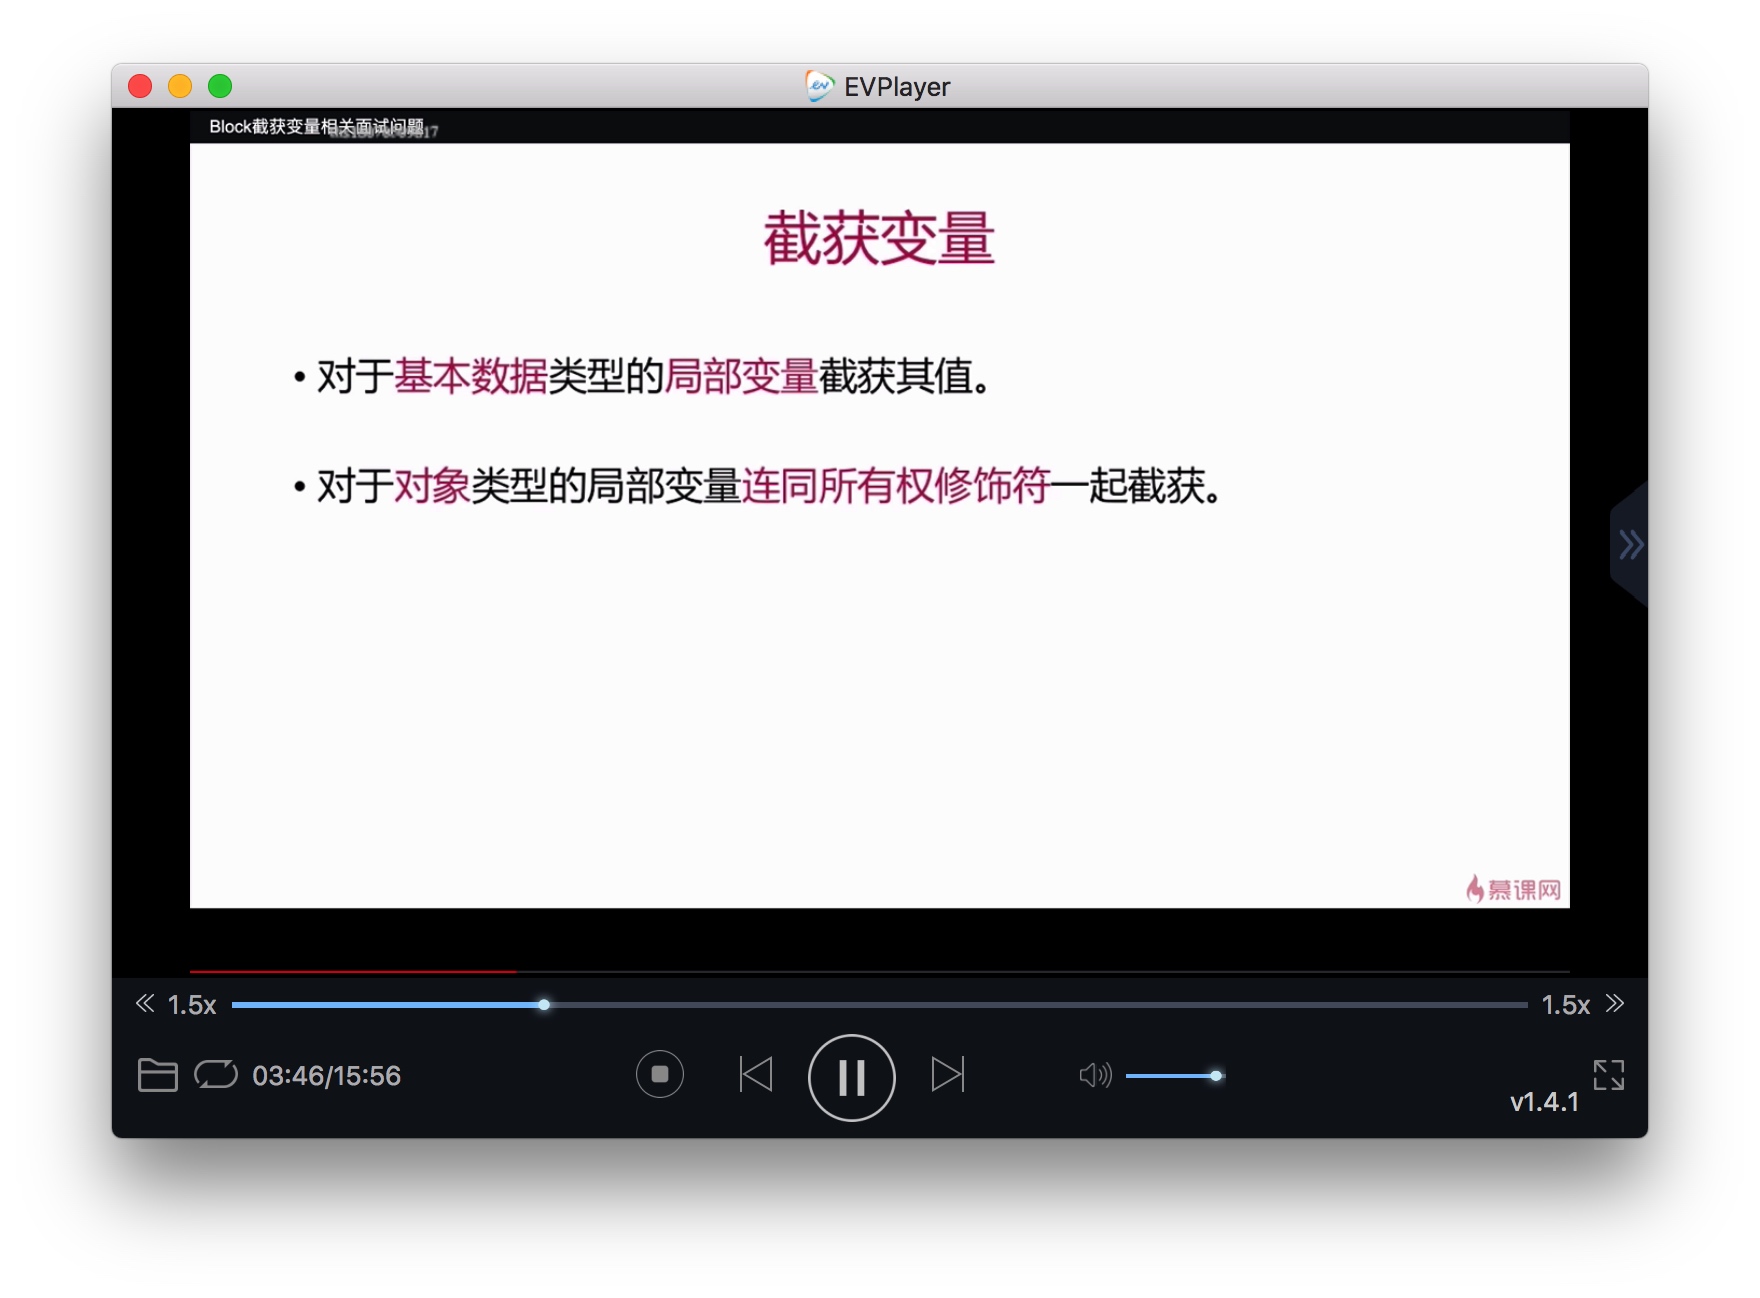 EVPlayer
Block截获变量相关面试问题
截获变量
• 对于基本数据类型的局部变量截获其值。
• 对于对象类型的局部变量连同所有权修饰符一起截获。
慕课网
1.5x 1.5x
03:46/15:56
v1.4.1